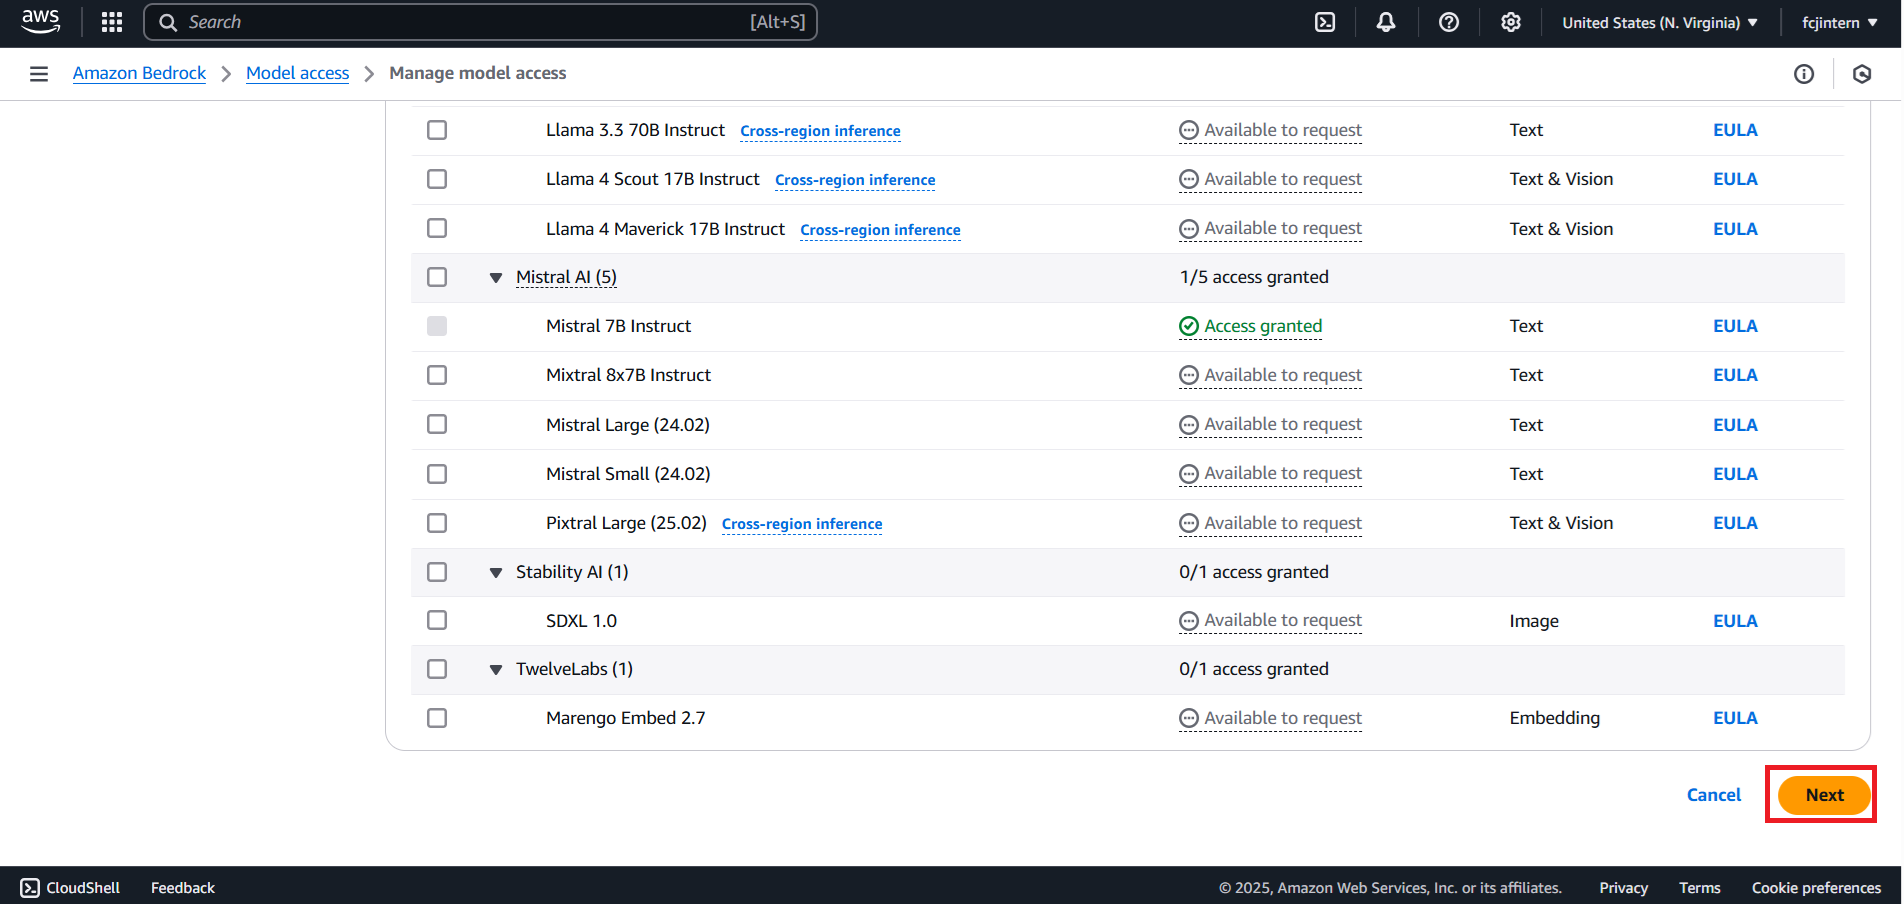 aws Search [Alt+S] United States (N. Virginia) fcjintern
Amazon Bedrock Model access Manage model access
Llama 3.3 70B Instruct Cross-region inference Available to request Text EULA
Llama 4 Scout 17B Instruct Cross-region inference Available to request Text & Vision EULA
Llama 4 Maverick 17B Instruct Cross-region inference Available to request Text & Vision EULA
Mistral AI (5) 1/5 access granted
Mistral 7B Instruct Access granted Text EULA
Mixtral 8x7B Instruct Available to request Text EULA
Mistral Large (24.02) Available to request Text EULA
Mistral Small (24.02) Available to request Text EULA
Pixtral Large (25.02) Cross-region inference Available to request Text & Vision EULA
Stability AI (1) 0/1 access granted
SDXL 1.0 Available to request Image EULA
TwelveLabs (1) 0/1 access granted
Marengo Embed 2.7 Available to request Embedding EULA
Cancel Next
CloudShell Feedback © 2025, Amazon Web Services, Inc. or its affiliates. Privacy Terms Cookie preferences